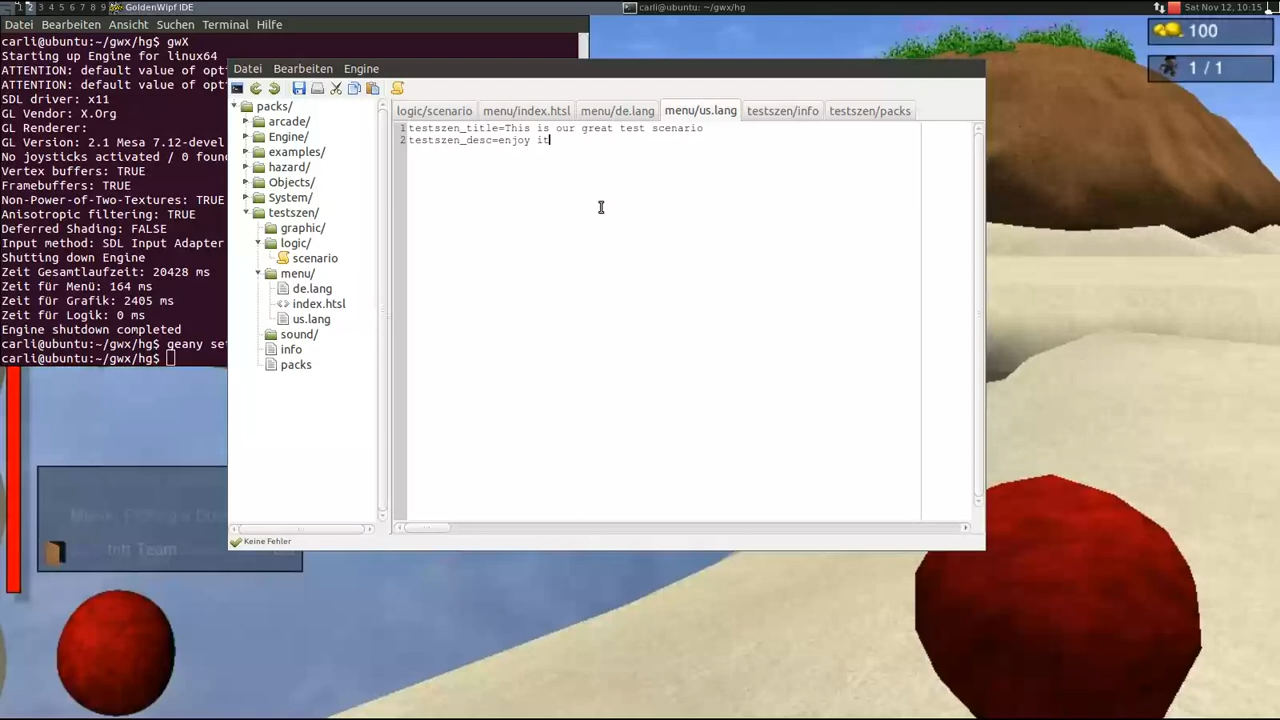 1 2 3 4 5 6 7 8 9 GoldenWipf IDE carli@ubuntu: ~/gwx/hg Sat Nov 12, 10:15
Datei Bearbeiten Ansicht Suchen Terminal Hilfe
100
1 / 1
carli@ubuntu:~/gwx/hg$ gwX
Starting up Engine for linux64
ATTENTION: default value of opt
ATTENTION: default value of opt
SDL driver: x11
GL Vendor: X.Org
GL Renderer:
GL Version: 2.1 Mesa 7.12-devel
No joysticks activated / 0 foun
Vertex buffers: TRUE
Framebuffers: TRUE
Non-Power-of-Two-Textures: TRUE
Anisotropic filtering: TRUE
Deferred Shading: FALSE
Input method: SDL Input Adapter
Shutting down Engine
Zeit Gesamtlaufzeit: 20428 ms
Zeit für Menü: 164 ms
Zeit für Grafik: 2405 ms
Zeit für Logik: 0 ms
Engine shutdown completed
carli@ubuntu:~/gwx/hg$ geany set
carli@ubuntu:~/gwx/hg$
Datei Bearbeiten Engine
packs/
arcade/
Engine/
examples/
hazard/
Objects/
System/
testszen/
graphic/
logic/
scenario
menu/
de.lang
index.htsl
us.lang
sound/
info
packs
logic/scenario menu/index.htsl menu/de.lang menu/us.lang testszen/info testszen/packs
1 testszen_title=This is our great test scenario
2 testszen_desc=enjoy it
Keine Fehler
Team